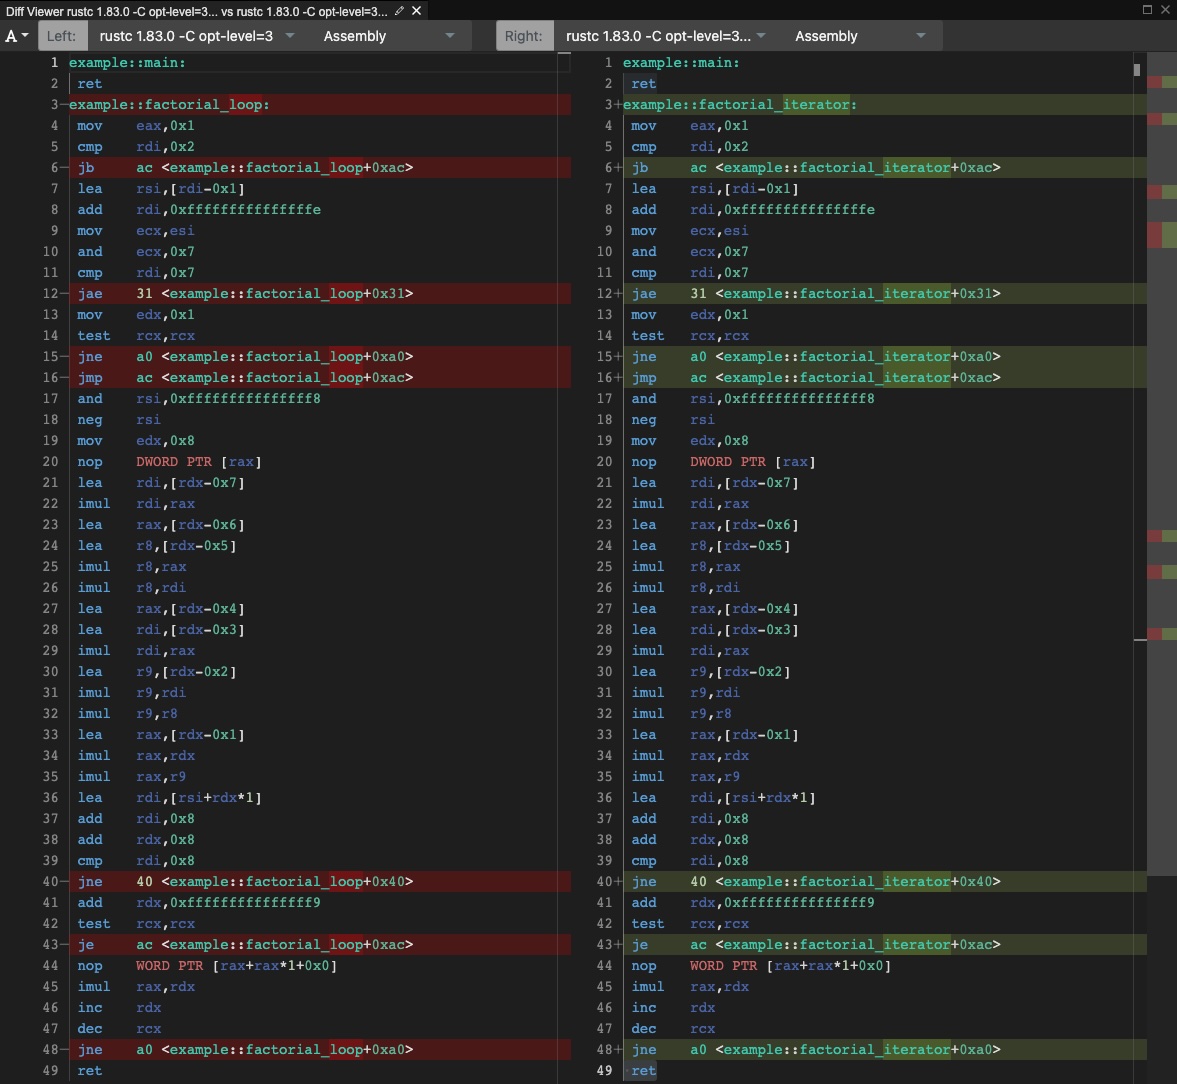 Diff Viewer rustc 1.83.0 -C opt-level=3... vs rustc 1.83.0 -C opt-level=3...
A Left: rustc 1.83.0 -C opt-level=3 Assembly Right: rustc 1.83.0 -C opt-level=3... Assembly
1 example::main:
2 ret
3- example::factorial_loop:
4 mov eax,0x1
5 cmp rdi,0x2
6- jb ac <example::factorial_loop+0xac>
7 lea rsi,[rdi-0x1]
8 add rdi,0xfffffffffffffffe
9 mov ecx,esi
10 and ecx,0x7
11 cmp rdi,0x7
12- jae 31 <example::factorial_loop+0x31>
13 mov edx,0x1
14 test rcx,rcx
15- jne a0 <example::factorial_loop+0xa0>
16- jmp ac <example::factorial_loop+0xac>
17 and rsi,0xfffffffffffffff8
18 neg rsi
19 mov edx,0x8
20 nop DWORD PTR [rax]
21 lea rdi,[rdx-0x7]
22 imul rdi,rax
23 lea rax,[rdx-0x6]
24 lea r8,[rdx-0x5]
25 imul r8,rax
26 imul r8,rdi
27 lea rax,[rdx-0x4]
28 lea rdi,[rdx-0x3]
29 imul rdi,rax
30 lea r9,[rdx-0x2]
31 imul r9,rdi
32 imul r9,r8
33 lea rax,[rdx-0x1]
34 imul rax,rdx
35 imul rax,r9
36 lea rdi,[rsi+rdx*1]
37 add rdi,0x8
38 add rdx,0x8
39 cmp rdi,0x8
40- jne 40 <example::factorial_loop+0x40>
41 add rdx,0xfffffffffffffff9
42 test rcx,rcx
43- je ac <example::factorial_loop+0xac>
44 nop WORD PTR [rax+rax*1+0x0]
45 imul rax,rdx
46 inc rdx
47 dec rcx
48- jne a0 <example::factorial_loop+0xa0>
49 ret
1 example::main:
2 ret
3+ example::factorial_iterator:
4 mov eax,0x1
5 cmp rdi,0x2
6+ jb ac <example::factorial_iterator+0xac>
7 lea rsi,[rdi-0x1]
8 add rdi,0xfffffffffffffffe
9 mov ecx,esi
10 and ecx,0x7
11 cmp rdi,0x7
12+ jae 31 <example::factorial_iterator+0x31>
13 mov edx,0x1
14 test rcx,rcx
15+ jne a0 <example::factorial_iterator+0xa0>
16+ jmp ac <example::factorial_iterator+0xac>
17 and rsi,0xfffffffffffffff8
18 neg rsi
19 mov edx,0x8
20 nop DWORD PTR [rax]
21 lea rdi,[rdx-0x7]
22 imul rdi,rax
23 lea rax,[rdx-0x6]
24 lea r8,[rdx-0x5]
25 imul r8,rax
26 imul r8,rdi
27 lea rax,[rdx-0x4]
28 lea rdi,[rdx-0x3]
29 imul rdi,rax
30 lea r9,[rdx-0x2]
31 imul r9,rdi
32 imul r9,r8
33 lea rax,[rdx-0x1]
34 imul rax,rdx
35 imul rax,r9
36 lea rdi,[rsi+rdx*1]
37 add rdi,0x8
38 add rdx,0x8
39 cmp rdi,0x8
40+ jne 40 <example::factorial_iterator+0x40>
41 add rdx,0xfffffffffffffff9
42 test rcx,rcx
43+ je ac <example::factorial_iterator+0xac>
44 nop WORD PTR [rax+rax*1+0x0]
45 imul rax,rdx
46 inc rdx
47 dec rcx
48+ jne a0 <example::factorial_iterator+0xa0>
49 ret